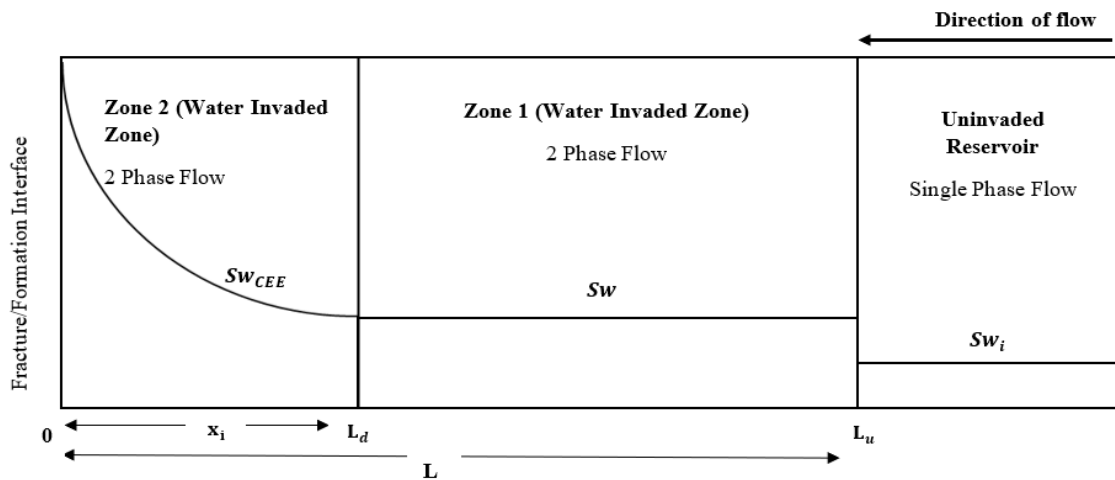 Direction of flow
Zone 2 (Water Invaded
Zone)
2 Phase Flow
Zone 1 (Water Invaded Zone)
2 Phase Flow
Uninvaded
Reservoir
Single Phase Flow
Fracture/Formation Interface
Sw_CEE
Sw
Sw_i
0
x_i
L_d
L_u
L